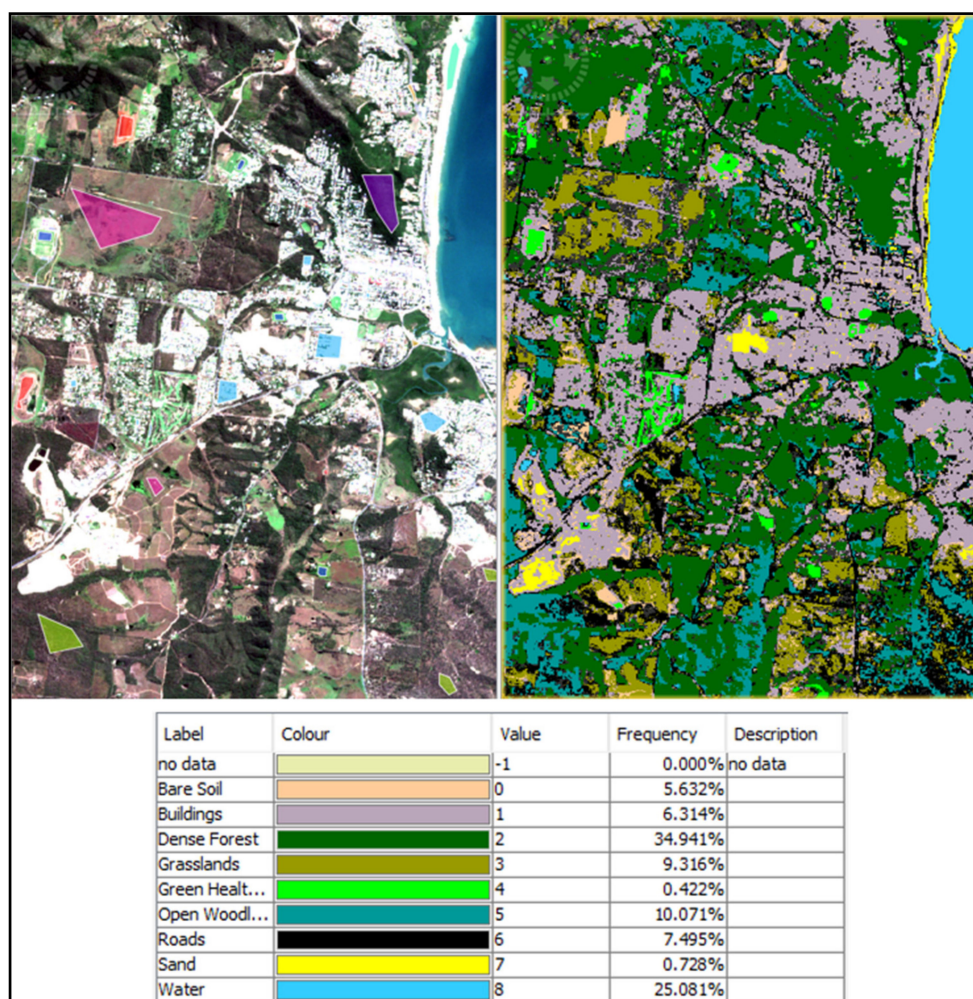 Label Colour Value Frequency Description
no data -1 0.000% no data
Bare Soil 0 5.632%
Buildings 1 6.314%
Dense Forest 2 34.941%
Grasslands 3 9.316%
Green Healt... 4 0.422%
Open Woodl... 5 10.071%
Roads 6 7.495%
Sand 7 0.728%
Water 8 25.081%